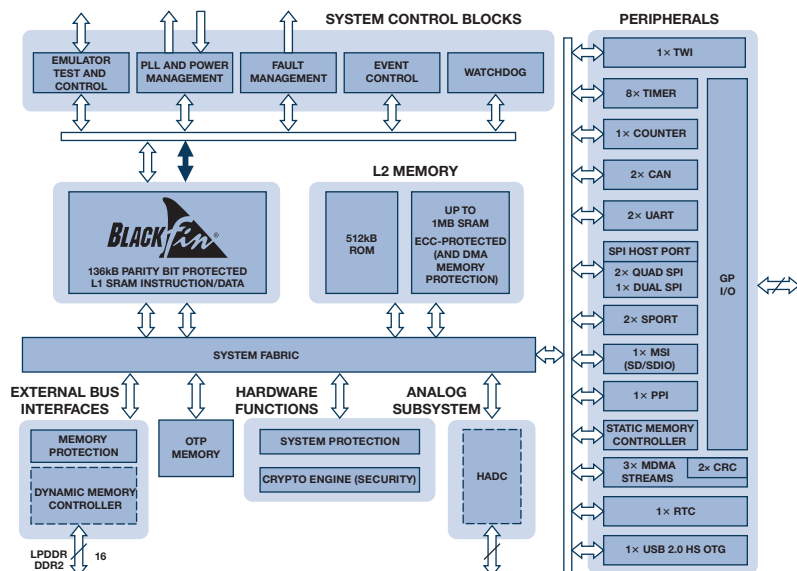 SYSTEM CONTROL BLOCKS
EMULATOR
TEST AND
CONTROL
PLL AND POWER
MANAGEMENT
FAULT
MANAGEMENT
EVENT
CONTROL
WATCHDOG
BLACKfin®
136kB PARITY BIT PROTECTED
L1 SRAM INSTRUCTION/DATA
L2 MEMORY
512kB
ROM
UP TO
1MB SRAM
ECC-PROTECTED
(AND DMA
MEMORY
PROTECTION)
SYSTEM FABRIC
EXTERNAL BUS
INTERFACES
MEMORY
PROTECTION
DYNAMIC MEMORY
CONTROLLER
LPDDR
DDR2
16
OTP
MEMORY
HARDWARE
FUNCTIONS
SYSTEM PROTECTION
CRYPTO ENGINE (SECURITY)
ANALOG
SUBSYSTEM
HADC
PERIPHERALS
1× TWI
8× TIMER
1× COUNTER
2× CAN
2× UART
SPI HOST PORT
2× QUAD SPI
1× DUAL SPI
2× SPORT
1× MSI
(SD/SDIO)
1× PPI
STATIC MEMORY
CONTROLLER
GP
I/O
3× MDMA
STREAMS
2× CRC
1× RTC
1× USB 2.0 HS OTG